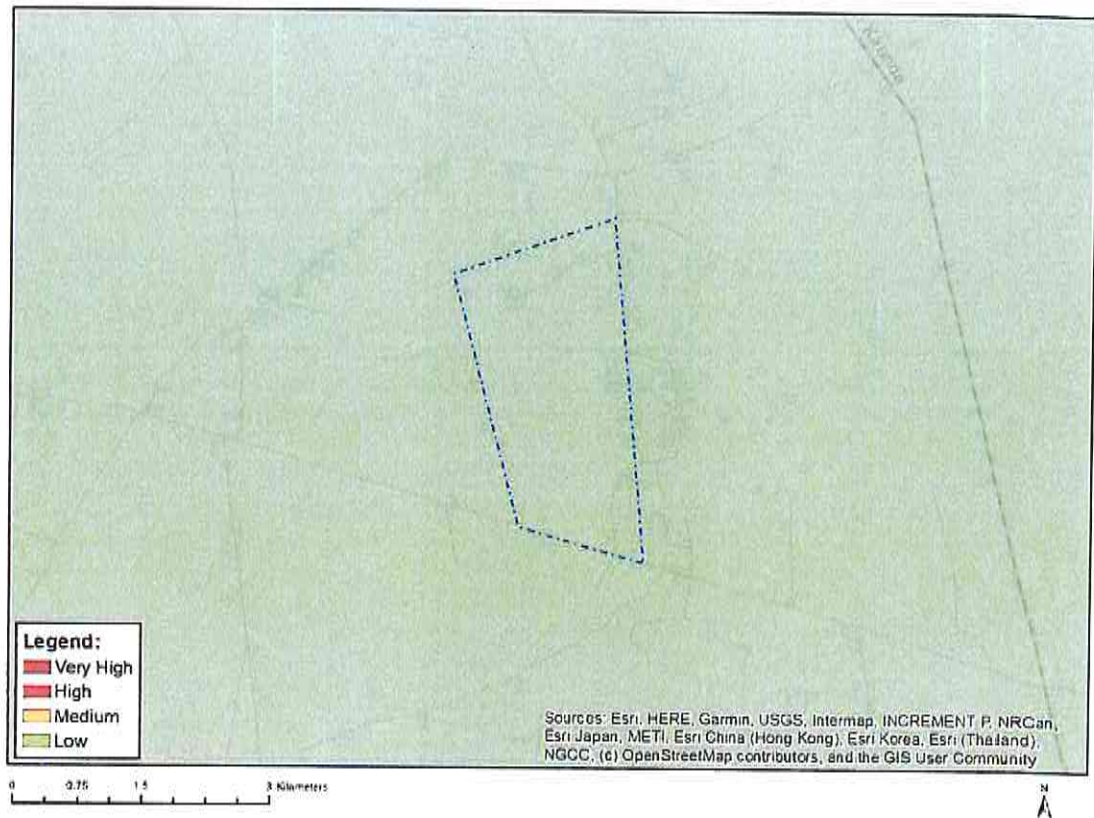 Legend:
Very High
High
Medium
Low
Sources: Esri, HERE, Garmin, USGS, Intermap, INCREMENT P, NRCan,
Esri Japan, METI, Esri China (Hong Kong), Esri Korea, Esri (Thailand),
NGCC, (c) OpenStreetMap contributors, and the GIS User Community
0 0.75 1.5 3 Kilometers
N